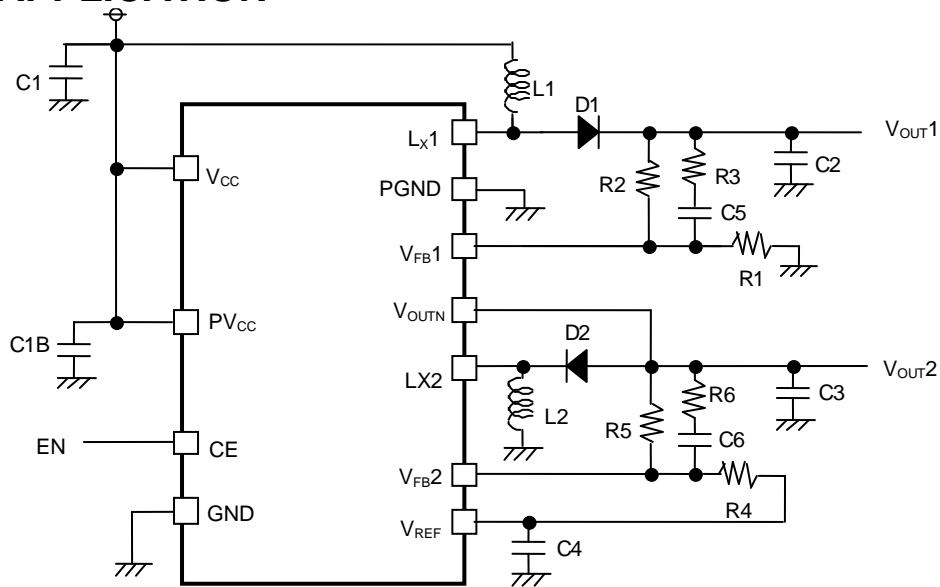 C1
L1
D1
LX1
VOUT1
VCC
R2
R3
C2
PGND
C5
VFB1
R1
VOUTN
C1B
PVCC
D2
LX2
VOUT2
R6
C3
L2
R5
EN
CE
C6
VFB2
GND
R4
VREF
C4